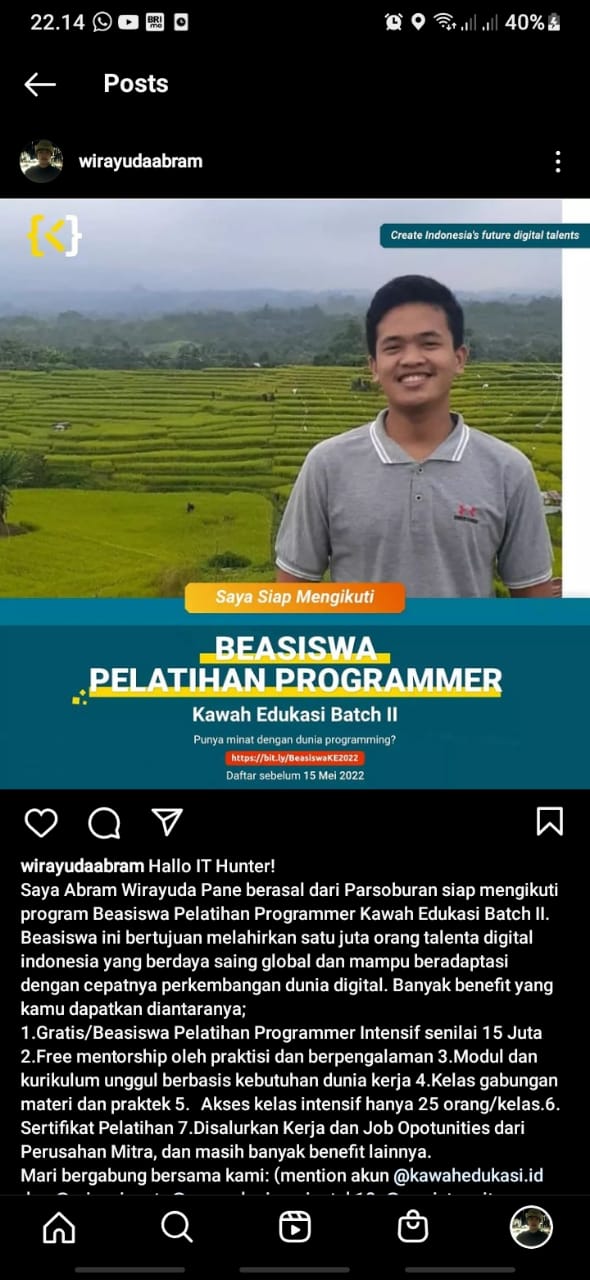 22.14
BRI
mo
40%
Posts
wirayudaabram
{K}
Create Indonesia's future digital talents
Saya Siap Mengikuti
BEASISWA
PELATIHAN PROGRAMMER
Kawah Edukasi Batch II
Punya minat dengan dunia programming?
https://bit.ly/BeasiswaKE2022
Daftar sebelum 15 Mei 2022
wirayudaabram Hallo IT Hunter!
Saya Abram Wirayuda Pane berasal dari Parsoburan siap mengikuti
program Beasiswa Pelatihan Programmer Kawah Edukasi Batch II.
Beasiswa ini bertujuan melahirkan satu juta orang talenta digital
indonesia yang berdaya saing global dan mampu beradaptasi
dengan cepatnya perkembangan dunia digital. Banyak benefit yang
kamu dapatkan diantaranya;
1.Gratis/Beasiswa Pelatihan Programmer Intensif senilai 15 Juta
2.Free mentorship oleh praktisi dan berpengalaman 3.Modul dan
kurikulum unggul berbasis kebutuhan dunia kerja 4.Kelas gabungan
materi dan praktek 5. Akses kelas intensif hanya 25 orang/kelas.6.
Sertifikat Pelatihan 7.Disalurkan Kerja dan Job Opotunities dari
Perusahan Mitra, dan masih banyak benefit lainnya.
Mari bergabung bersama kami: (mention akun @kawahedukasi.id